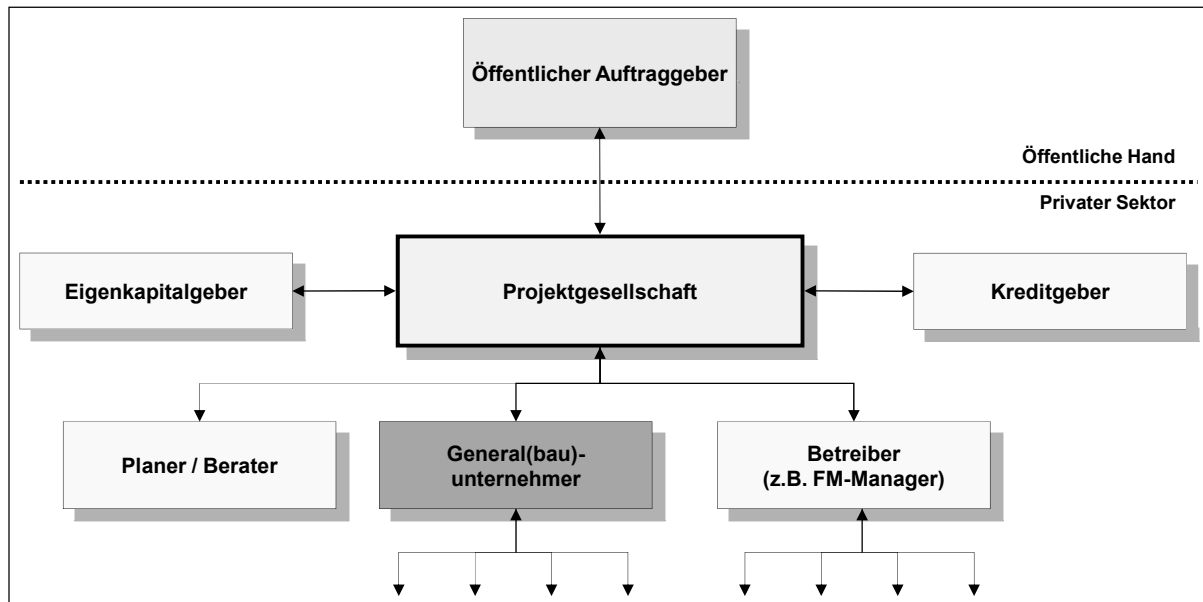 Öffentlicher Auftraggeber
Öffentliche Hand
Privater Sektor
Eigenkapitalgeber
Projektgesellschaft
Kreditgeber
Planer / Berater
General(bau)-
unternehmer
Betreiber
(z.B. FM-Manager)